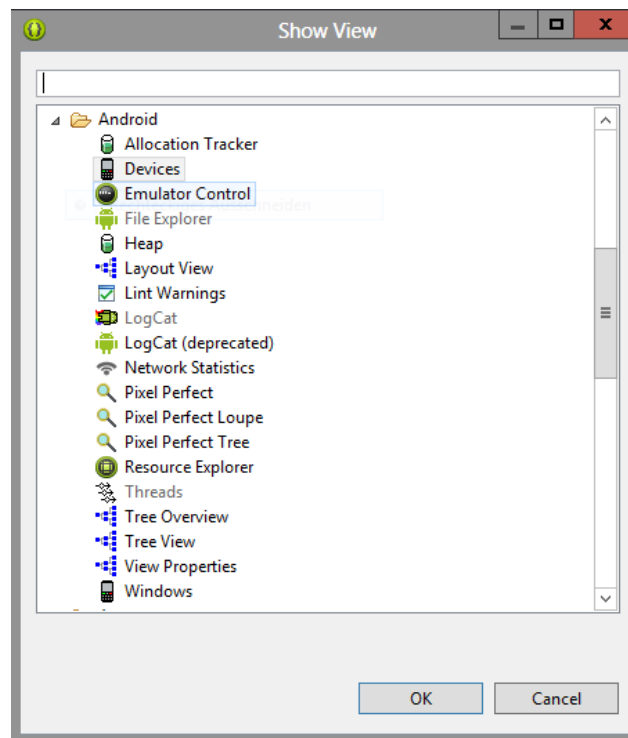 Show View
Android
Allocation Tracker
Devices
Emulator Control
File Explorer
Heap
Layout View
Lint Warnings
LogCat
LogCat (deprecated)
Network Statistics
Pixel Perfect
Pixel Perfect Loupe
Pixel Perfect Tree
Resource Explorer
Threads
Tree Overview
Tree View
View Properties
Windows
OK
Cancel